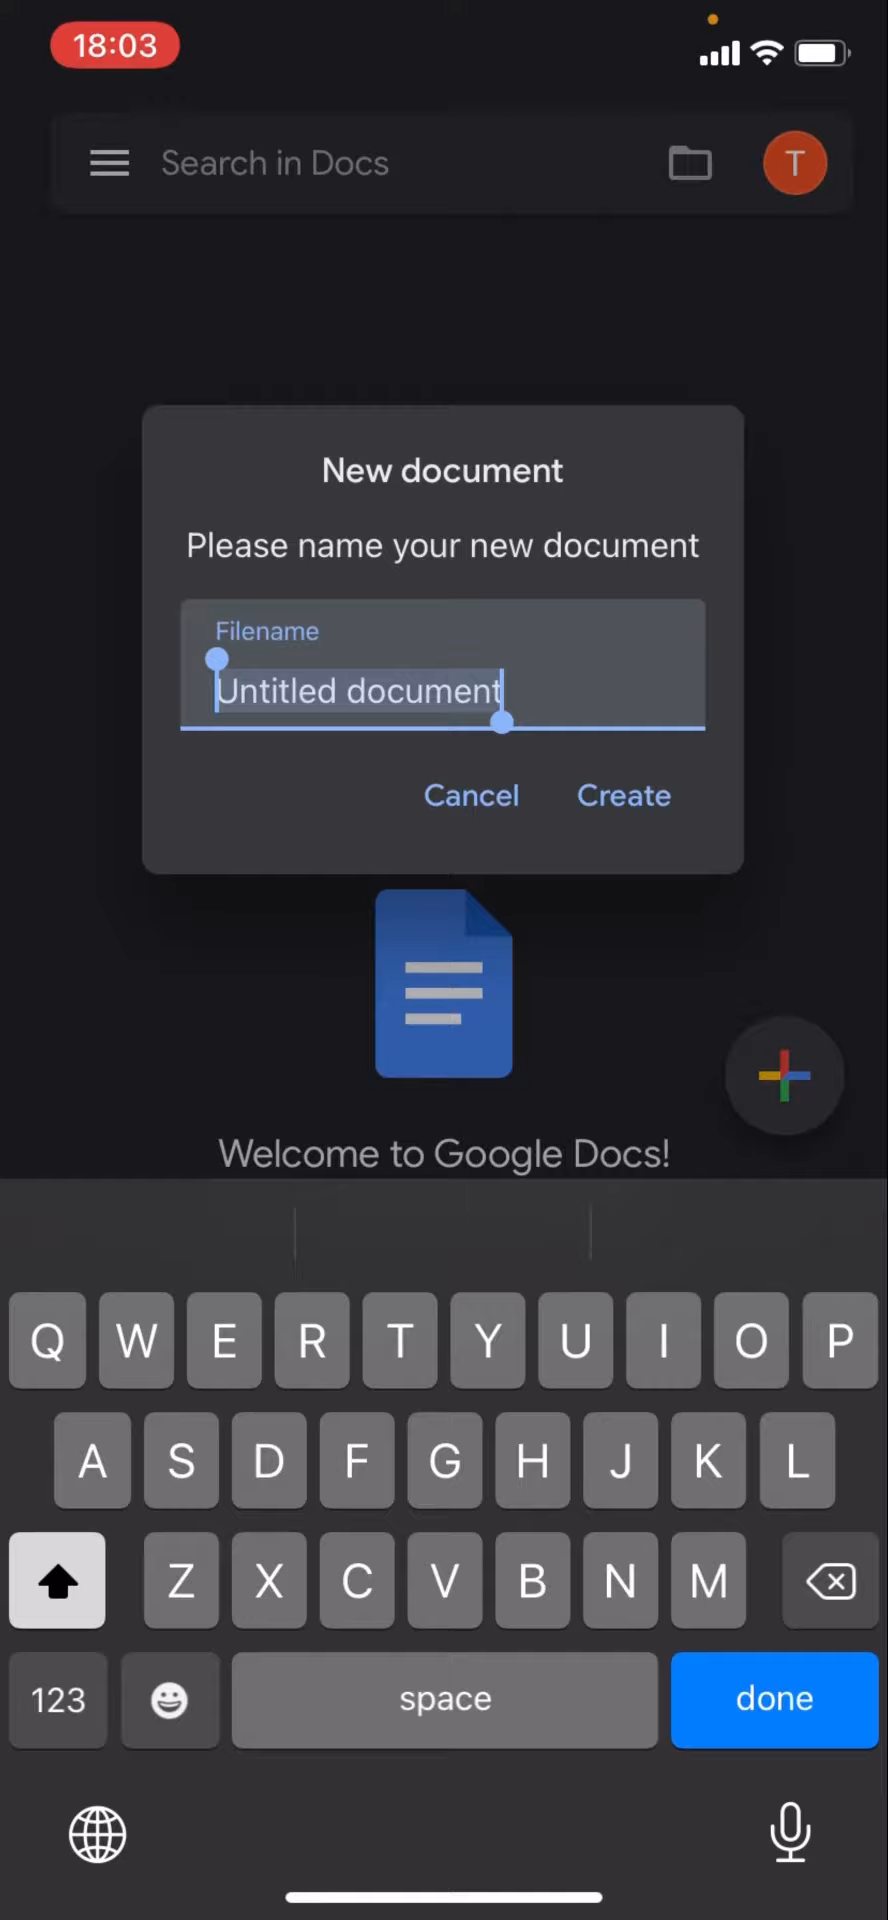 18:03
Search in Docs
T
New document
Please name your new document
Filename
Untitled document
Cancel
Create
Welcome to Google Docs!
Q W E R T Y U I O P
A S D F G H J K L
Z X C V B N M
123
space
done